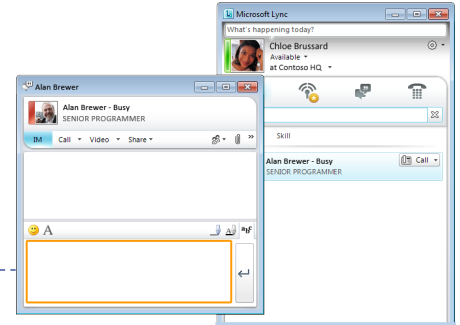 Microsoft Lync
What's happening today?
Chloe Brussard
Available
at Contoso HQ
Skill
Alan Brewer - Busy
SENIOR PROGRAMMER
Call
Alan Brewer
Alan Brewer - Busy
SENIOR PROGRAMMER
IM Call Video Share
A